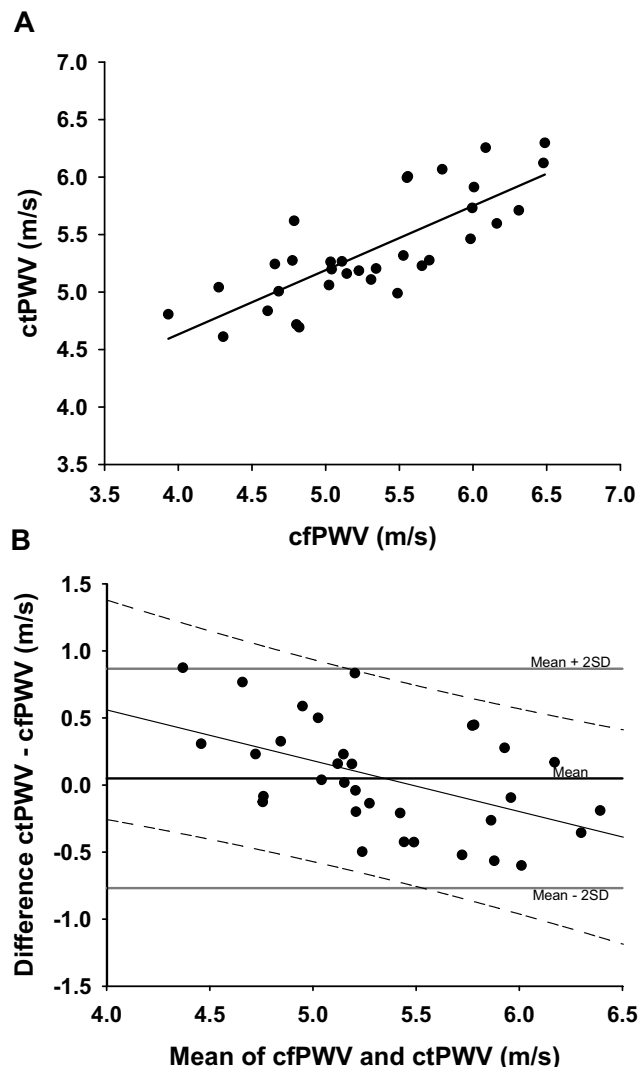 A
7.0
6.5
6.0
5.5
5.0
4.5
4.0
3.5
ctPWV (m/s)
3.5 4.0 4.5 5.0 5.5 6.0 6.5 7.0
cfPWV (m/s)
B
1.5
1.0
0.5
0.0
-0.5
-1.0
-1.5
Difference ctPWV - cfPWV (m/s)
Mean + 2SD
Mean
Mean - 2SD
4.0 4.5 5.0 5.5 6.0 6.5
Mean of cfPWV and ctPWV (m/s)